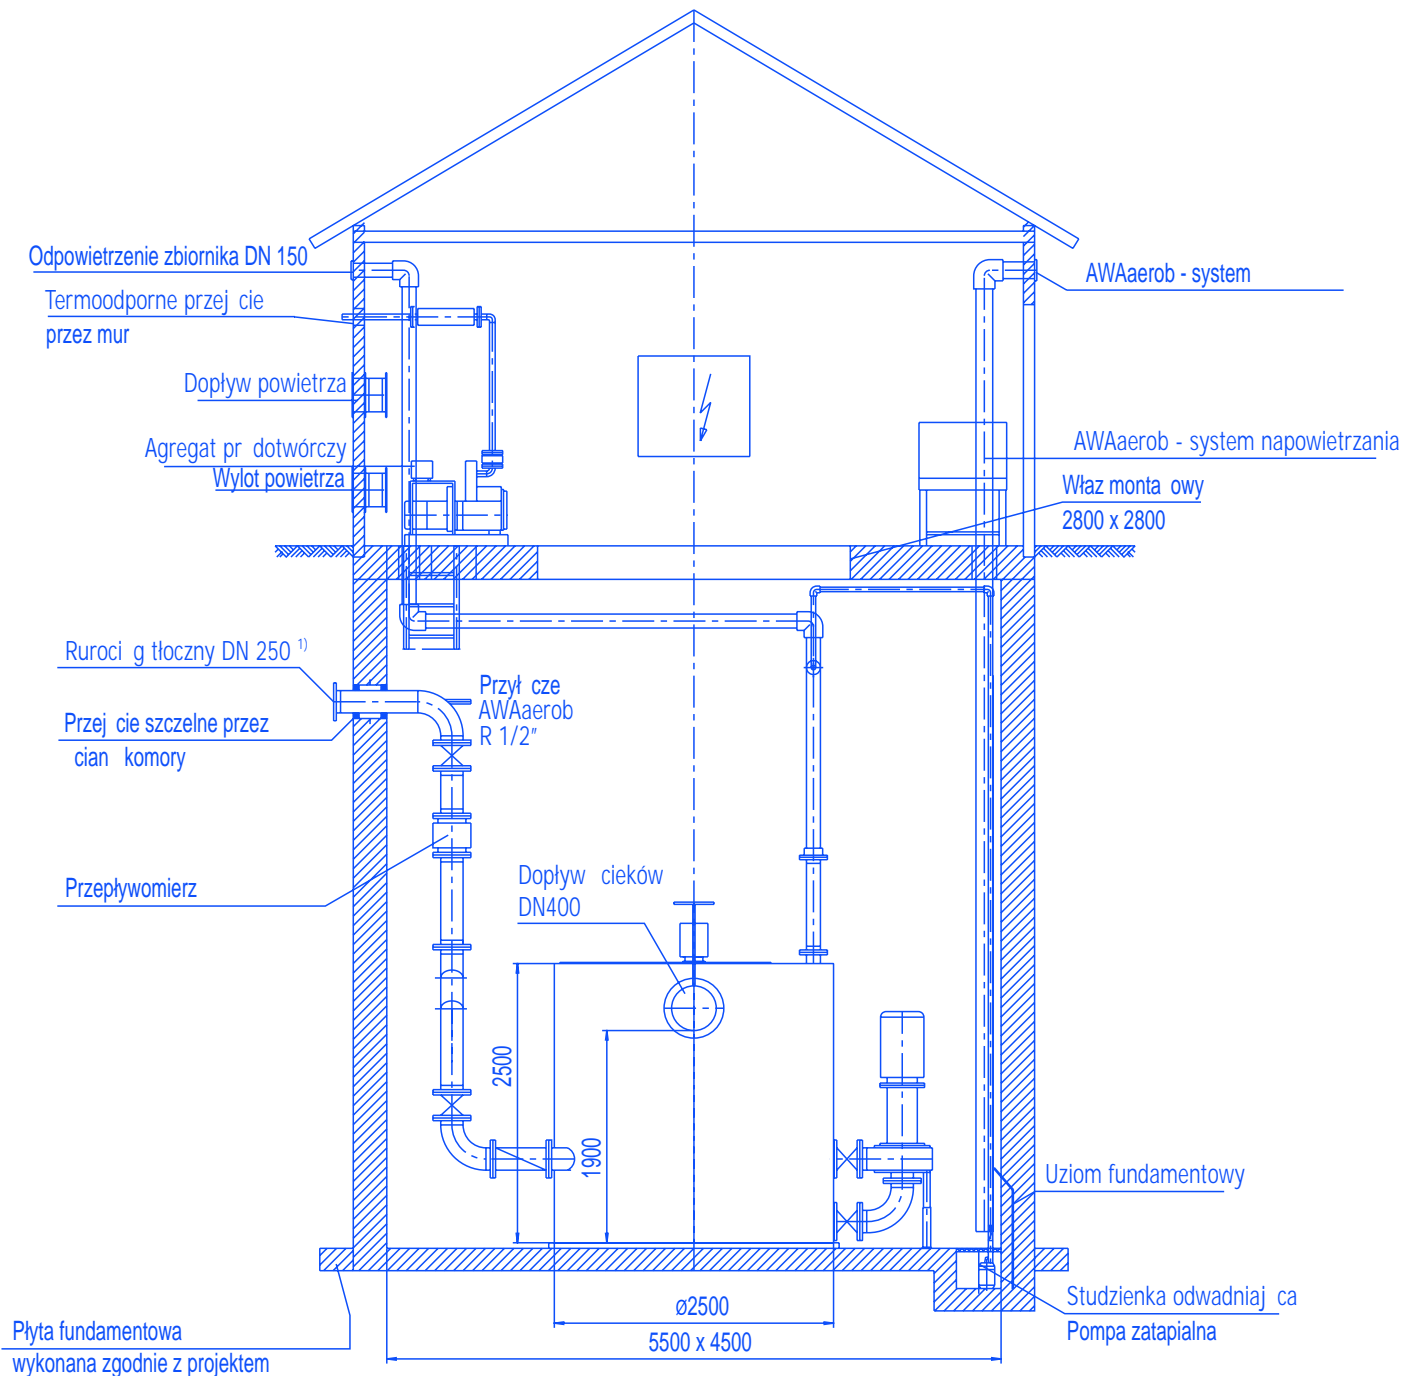 Odpowietrzenie zbiornika DN 150
Termoodporne przej cie
przez mur
Dopływ powietrza
Agregat pr dotwórczy
Wylot powietrza
AWAaerob - system
AWAaerob - system napowietrzania
Właz monta owy
2800 x 2800
Ruroci g tłoczny DN 250 1)
Przej cie szczelne przez
cian komory
Przył cze
AWAaerob
R 1/2"
Przepływomierz
Dopływ cieków
DN400
2500
1900
Uziom fundamentowy
Studzienka odwadniaj ca
Pompa zatapialna
ø2500
5500 x 4500
Płyta fundamentowa
wykonana zgodnie z projektem